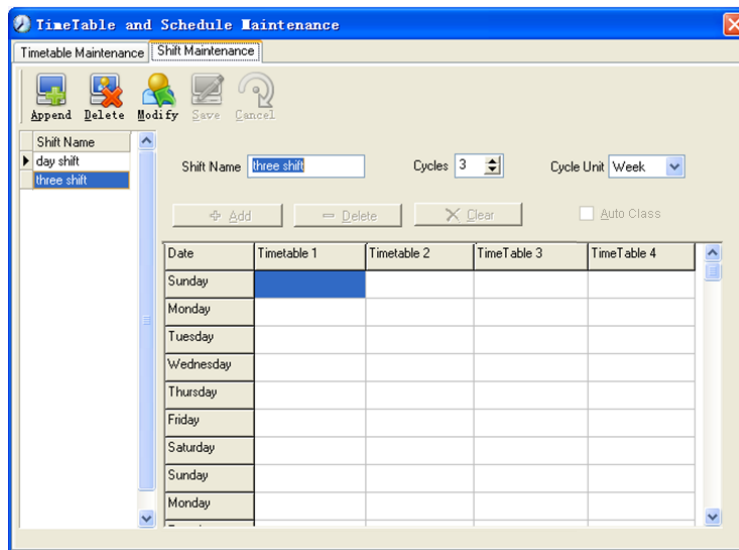 TimeTable and Schedule Maintenance
Timetable Maintenance Shift Maintenance
Append Delete Modify Save Cancel
Shift Name
day shift
three shift
Shift Name three shift Cycles 3 Cycle Unit Week
Add Delete Clear Auto Class
Date Timetable 1 Timetable 2 TimeTable 3 TimeTable 4
Sunday
Monday
Tuesday
Wednesday
Thursday
Friday
Saturday
Sunday
Monday